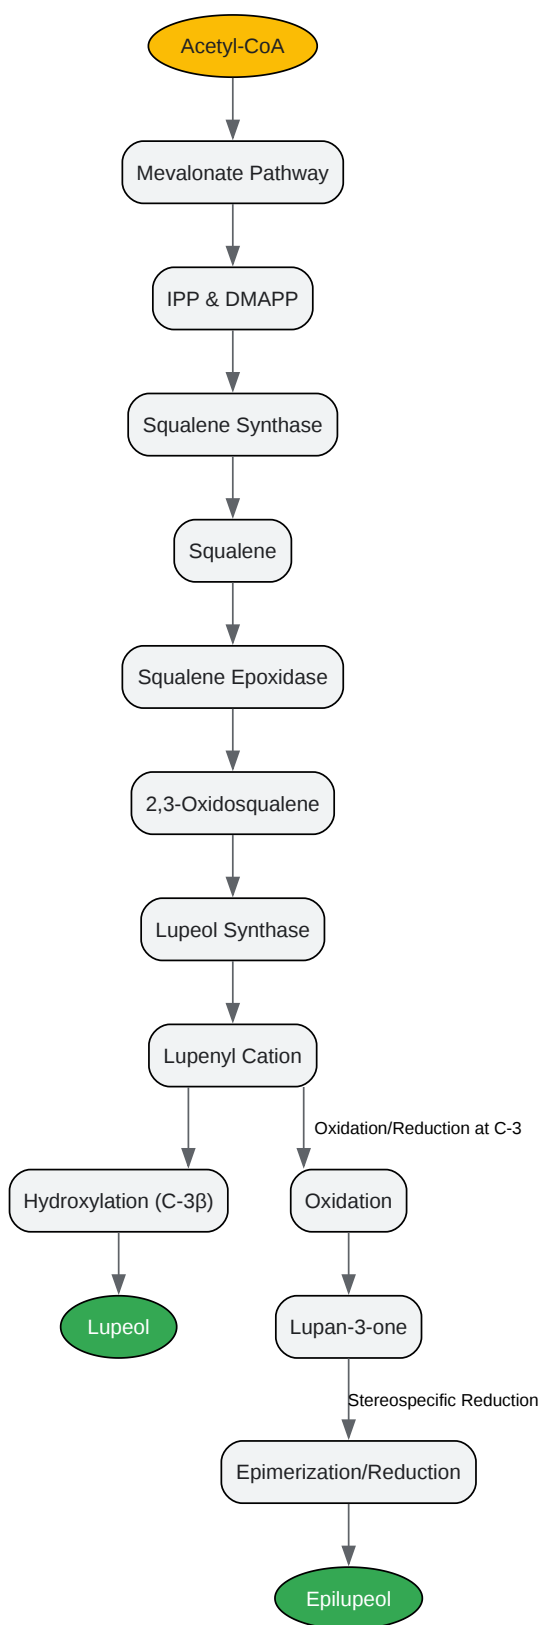 Acetyl-CoA
Mevalonate Pathway
IPP & DMAPP
Squalene Synthase
Squalene
Squalene Epoxidase
2,3-Oxidosqualene
Lupeol Synthase
Lupenyl Cation
Oxidation/Reduction at C-3
Hydroxylation (C-3β)
Oxidation
Lupeol
Lupan-3-one
Stereospecific Reduction
Epimerization/Reduction
Epilupeol